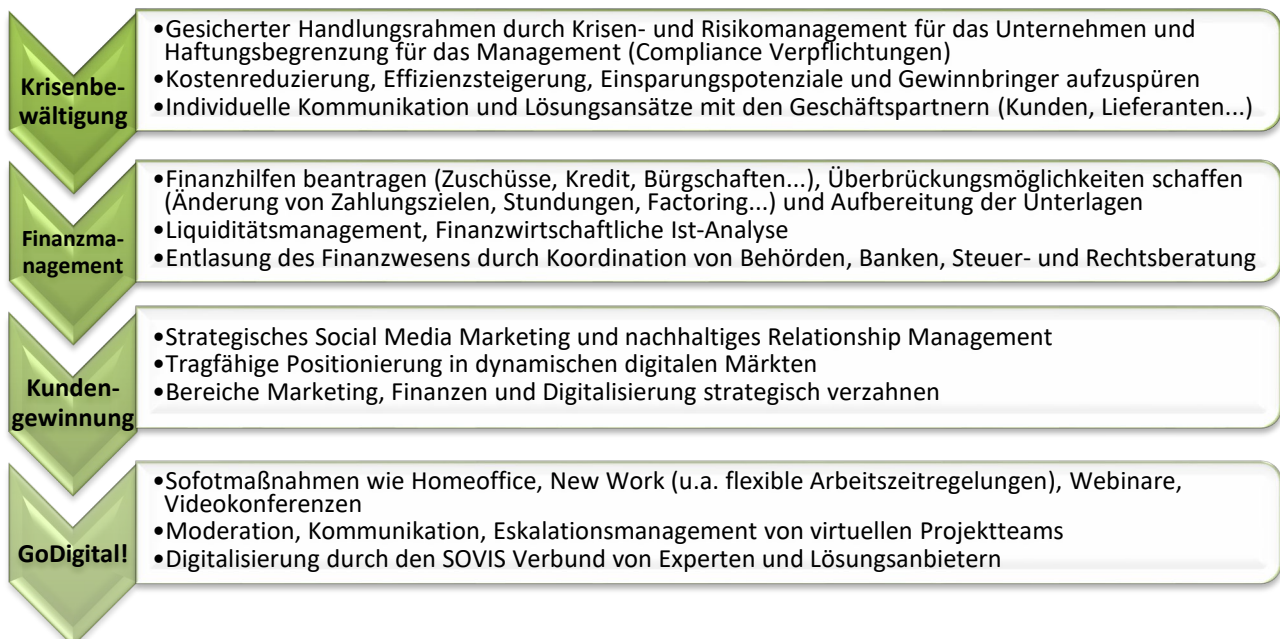 Krisenbe-
wältigung
•Gesicherter Handlungsrahmen durch Krisen- und Risikomanagement für das Unternehmen und
Haftungsbegrenzung für das Management (Compliance Verpflichtungen)
•Kostenreduzierung, Effizienzsteigerung, Einsparungspotenziale und Gewinnbringer aufzuspüren
•Individuelle Kommunikation und Lösungsansätze mit den Geschäftspartnern (Kunden, Lieferanten...)
Finanzma-
nagement
•Finanzhilfen beantragen (Zuschüsse, Kredit, Bürgschaften...), Überbrückungsmöglichkeiten schaffen
(Änderung von Zahlungszielen, Stundungen, Factoring...) und Aufbereitung der Unterlagen
•Liquiditätsmanagement, Finanzwirtschaftliche Ist-Analyse
•Entlasung des Finanzwesens durch Koordination von Behörden, Banken, Steuer- und Rechtsberatung
Kunden-
gewinnung
•Strategisches Social Media Marketing und nachhaltiges Relationship Management
•Tragfähige Positionierung in dynamischen digitalen Märkten
•Bereiche Marketing, Finanzen und Digitalisierung strategisch verzahnen
GoDigital!
•Sofotmaßnahmen wie Homeoffice, New Work (u.a. flexible Arbeitszeitregelungen), Webinare,
Videokonferenzen
•Moderation, Kommunikation, Eskalationsmanagement von virtuellen Projektteams
•Digitalisierung durch den SOVIS Verbund von Experten und Lösungsanbietern